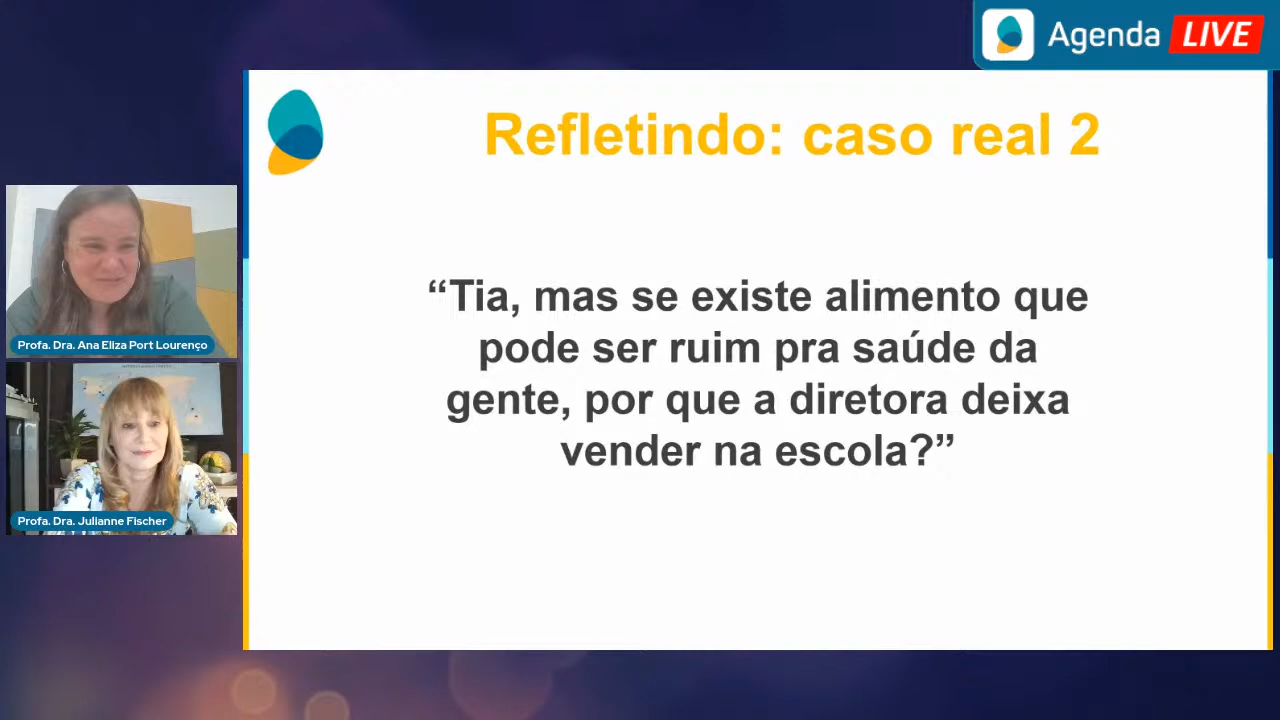 Agenda LIVE
Refletindo: caso real 2
“Tia, mas se existe alimento que
pode ser ruim pra saúde da
gente, por que a diretora deixa
vender na escola?”
Profa. Dra. Ana Eliza Port Lourenço
Profa. Dra. Julianne Fischer